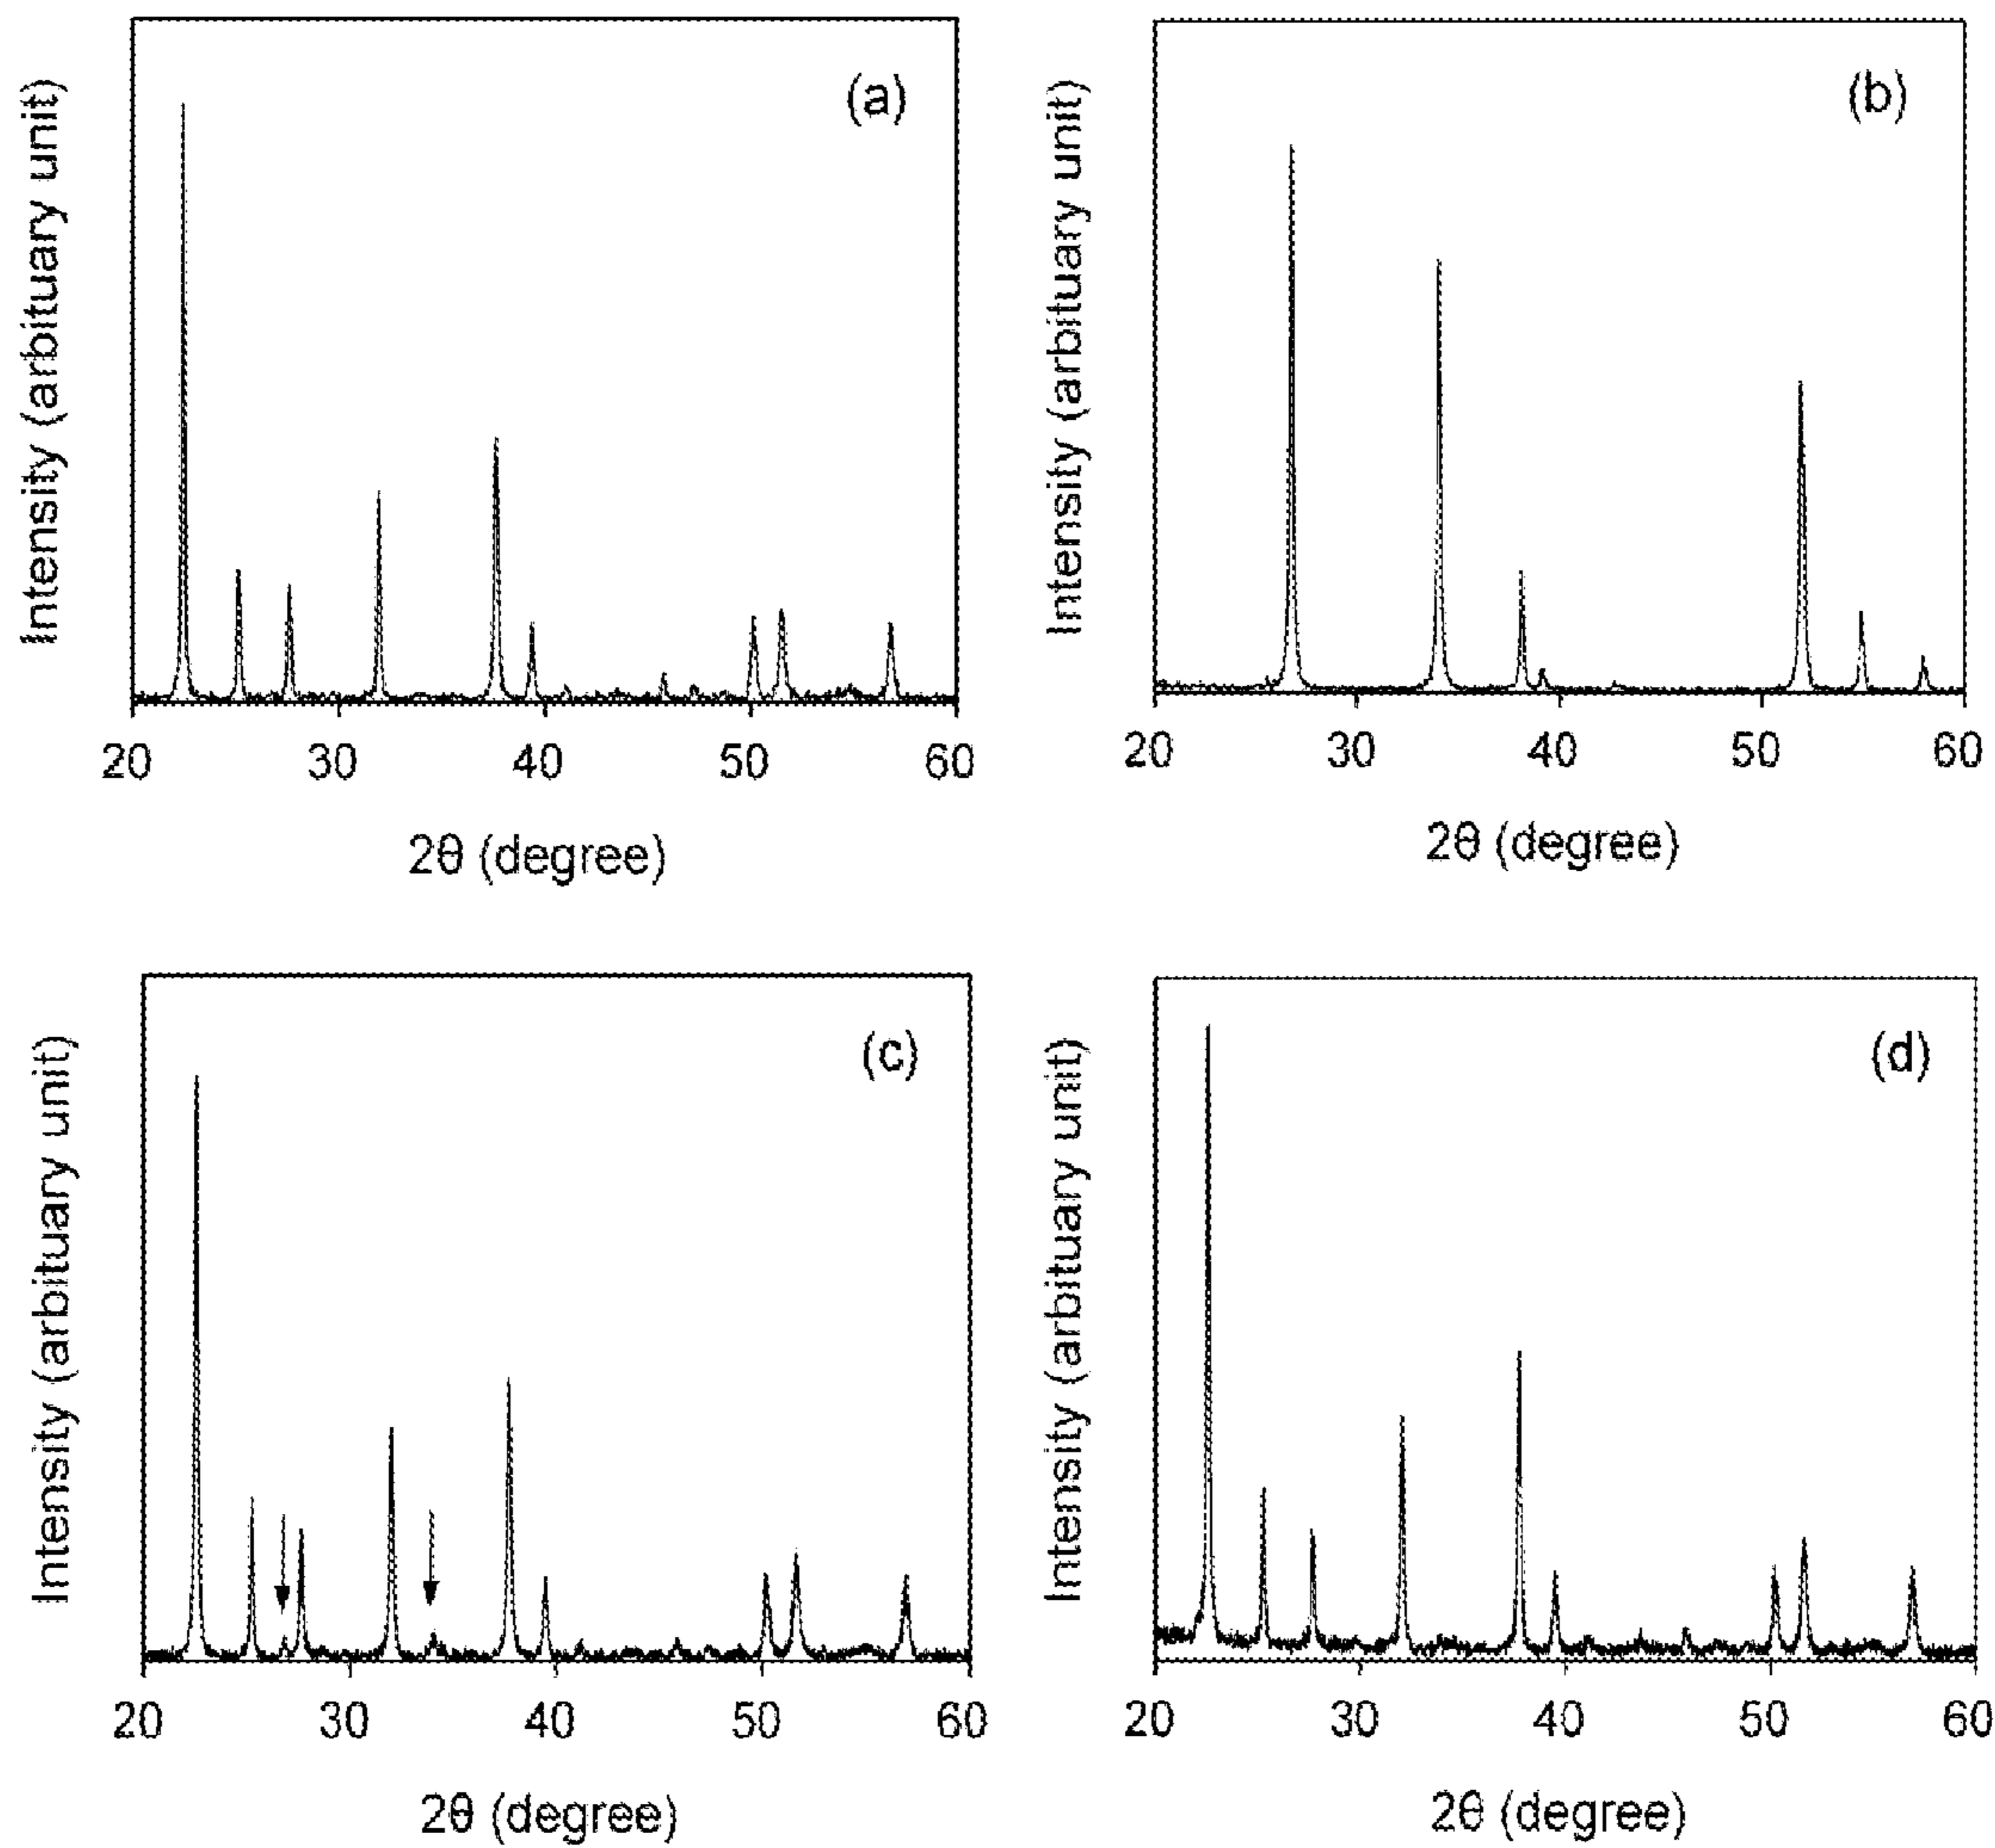 (a)
Intensity (arbituary unit)
20 30 40 50 60
2θ (degree)
(b)
Intensity (arbituary unit)
20 30 40 50 60
2θ (degree)
(c)
Intensity (arbituary unit)
20 30 40 50 60
2θ (degree)
(d)
Intensity (arbituary unit)
20 30 40 50 60
2θ (degree)